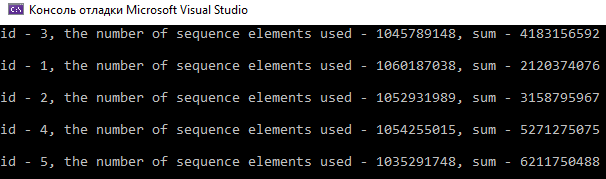 Консоль отладки Microsoft Visual Studio
id - 3, the number of sequence elements used - 1045789148, sum - 4183156592
id - 1, the number of sequence elements used - 1060187038, sum - 2120374076
id - 2, the number of sequence elements used - 1052931989, sum - 3158795967
id - 4, the number of sequence elements used - 1054255015, sum - 5271275075
id - 5, the number of sequence elements used - 1035291748, sum - 6211750488